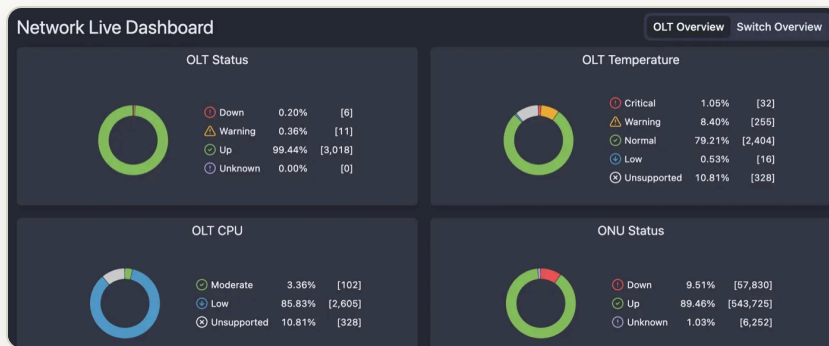 Network Live Dashboard
OLT Overview Switch Overview
OLT Status
Down 0.20% [6]
Warning 0.36% [11]
Up 99.44% [3,018]
Unknown 0.00% [0]
OLT Temperature
Critical 1.05% [32]
Warning 8.40% [255]
Normal 79.21% [2,404]
Low 0.53% [16]
Unsupported 10.81% [328]
OLT CPU
Moderate 3.36% [102]
Low 85.83% [2,605]
Unsupported 10.81% [328]
ONU Status
Down 9.51% [57,830]
Up 89.46% [543,725]
Unknown 1.03% [6,252]